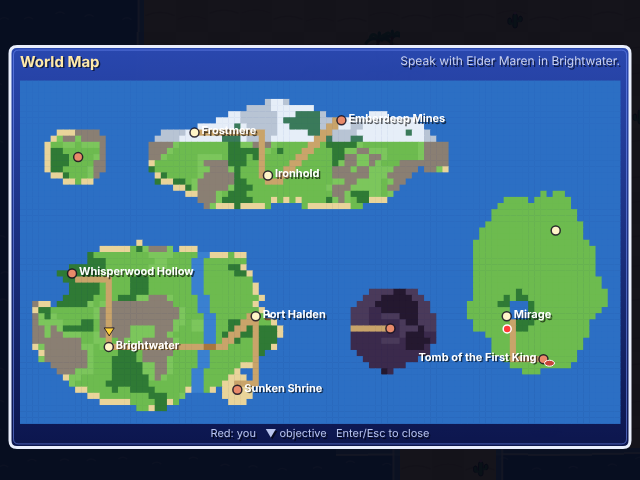 World Map
Speak with Elder Maren in Brightwater.
Emberdeep Mines
Frostmere
Ironhold
Whisperwood Hollow
Port Halden
Mirage
Brightwater
Tomb of the First King
Sunken Shrine
Red: you ▼ objective Enter/Esc to close